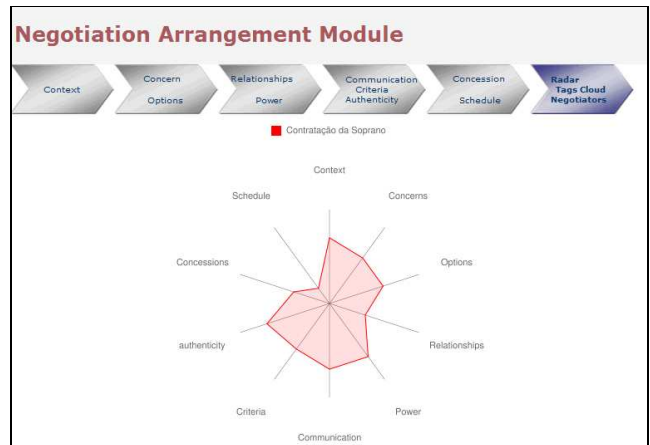 Negotiation Arrangement Module
Context
Concern
Options
Relationships
Power
Communication
Criteria
Authenticity
Concession
Schedule
Radar
Tags Cloud
Negotiators
Contratação da Soprano
Context
Schedule
Concerns
Concessions
Options
authenticity
Relationships
Criteria
Power
Communication